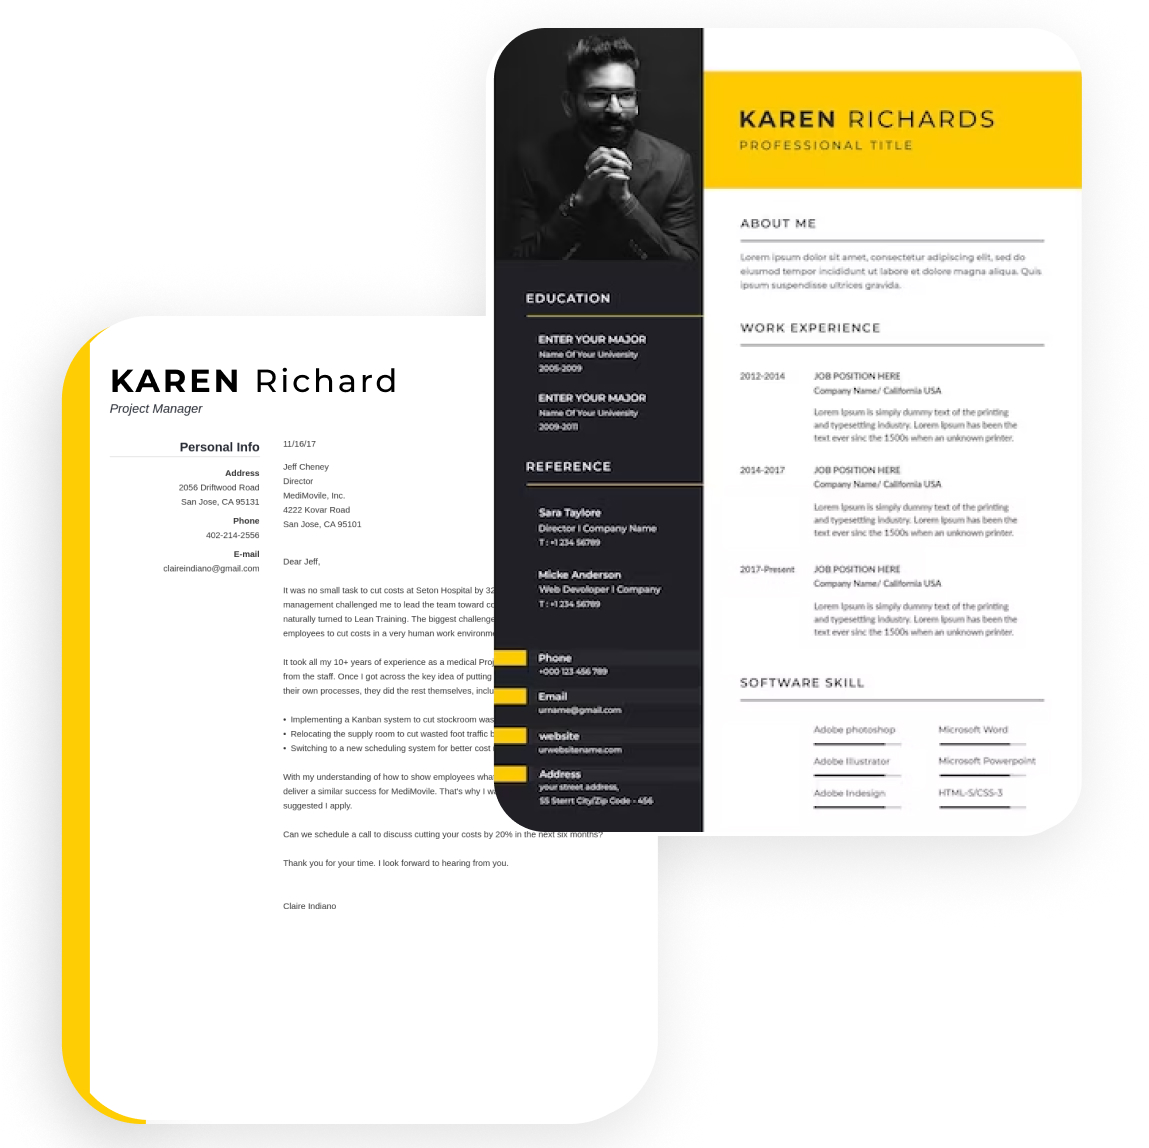 KAREN RICHARDS
PROFESSIONAL TITLE
ABOUT ME
Lorem ipsum dolor sit amet, consectetur adipiscing elit, sed do
eiusmod tempor incididunt ut labore et dolore magna aliqua. Quis
ipsum suspendisse ultrices gravida.
WORK EXPERIENCE
2012-2014
JOB POSITION HERE
Company Name/ California USA
Lorem Ipsum is simply dummy text of the printing
and typesetting industry. Lorem Ipsum has been the
text ever sinc the 1500s when an unknown printer.
2014-2017
JOB POSITION HERE
Company Name/ California USA
Lorem Ipsum is simply dummy text of the printing
and typesetting industry. Lorem Ipsum has been the
text ever sinc the 1500s when an unknown printer.
2017-Present
JOB POSITION HERE
Company Name/ California USA
Lorem Ipsum is simply dummy text of the printing
and typesetting industry. Lorem Ipsum has been the
text ever sinc the 1500s when an unknown printer.
SOFTWARE SKILL
Adobe photoshop
Microsoft Word
Adobe Illustrator
Microsoft Powerpoint
Adobe Indesign
HTML-5/CSS-3
EDUCATION
ENTER YOUR MAJOR
Name Of Your University
2005-2009
ENTER YOUR MAJOR
Name Of Your University
2009-2011
REFERENCE
Sara Taylore
Director I Company Name
T : +1 234 56789
Micke Anderson
Web Devoloper I Company
T : +1 234 56789
Phone
+000 123 456 789
Email
urname@gmail.com
website
urwebsitename.com
Address
your street address,
SS Sterrt City/Zip Code - 456
KAREN Richard
Project Manager
Personal Info
Address
2056 Driftwood Road
San Jose, CA 95131
Phone
402-214-2556
E-mail
claireindiano@gmail.com
11/16/17
Jeff Cheney
Director
MediMovile, Inc.
4222 Kovar Road
San Jose, CA 95101
Dear Jeff,
It was no small task to cut costs at Seton Hospital by 32
management challenged me to lead the team toward
naturally turned to Lean Training. The biggest challenge
employees to cut costs in a very human work
It took all my 10+ years of experience as a medical
from the staff. Once I got across the key idea of putting
their own processes, they did the rest themselves,
• Implementing a Kanban system to cut stockroom
• Relocating the supply room to cut wasted foot traffic
• Switching to a new scheduling system for better cost
With my understanding of how to show employees
deliver a similar success for MediMovile. That's why I
suggested I apply.
Can we schedule a call to discuss cutting your costs by 20% in the next six months?
Thank you for your time. I look forward to hearing from you.
Claire Indiano